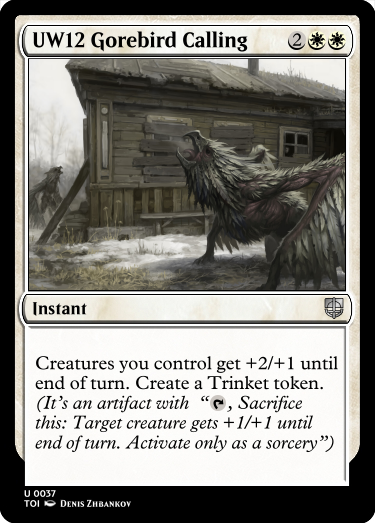 UW12 Gorebird Calling 2
Instant
Creatures you control get +2/+1 until
end of turn. Create a Trinket token.
(It's an artifact with “, Sacrifice
this: Target creature gets +1/+1 until
end of turn. Activate only as a sorcery”)
U 0037
TOI Denis Zhbankov